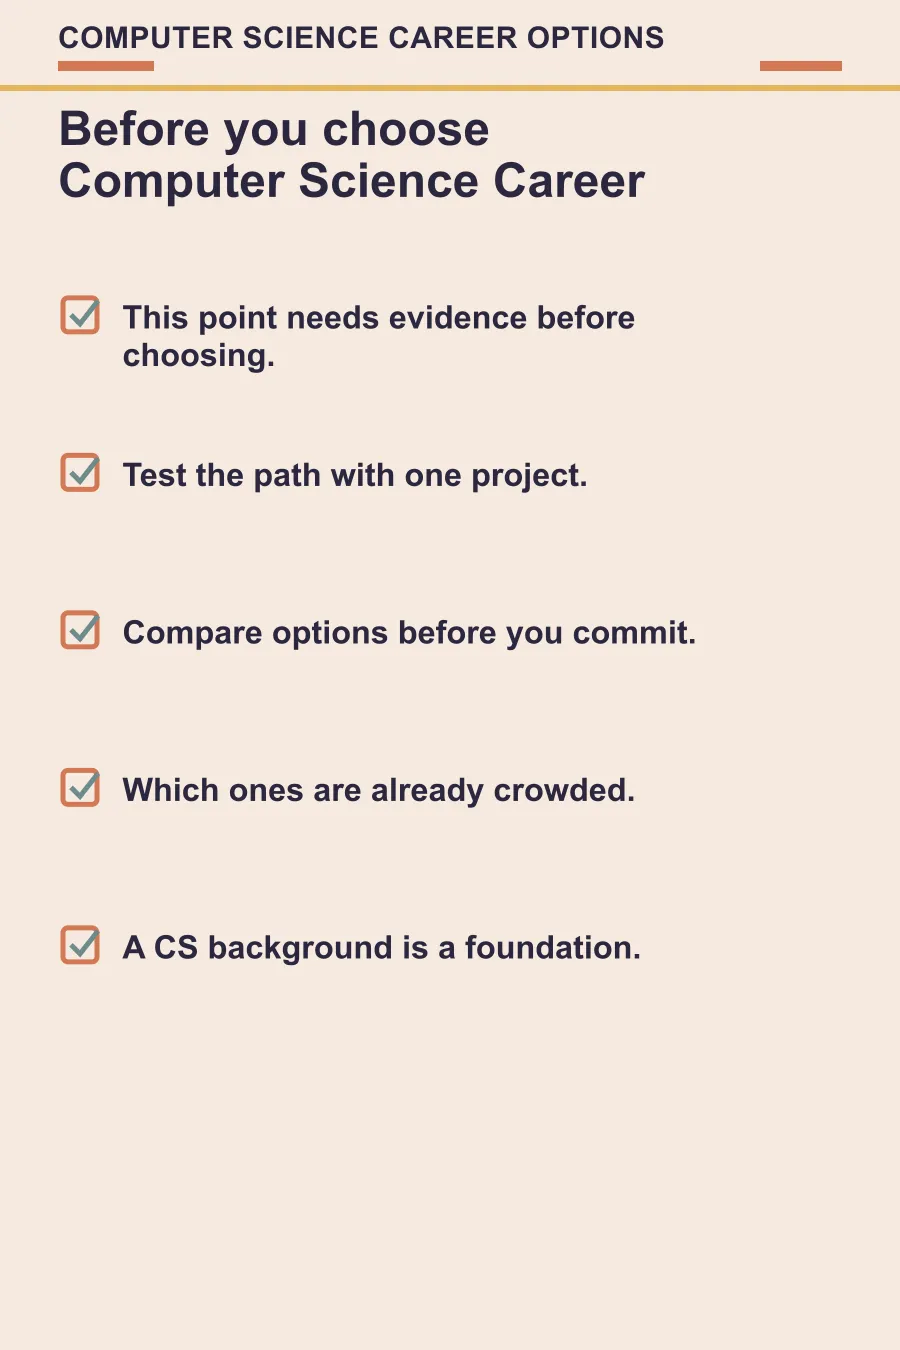 COMPUTER SCIENCE CAREER OPTIONS
Before you choose
Computer Science Career
This point needs evidence before
choosing.
Test the path with one project.
Compare options before you commit.
Which ones are already crowded.
A CS background is a foundation.